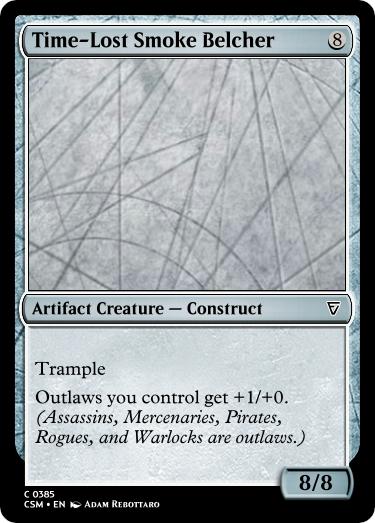 Time-Lost Smoke Belcher 8
Artifact Creature — Construct
Trample
Outlaws you control get +1/+0.
(Assassins, Mercenaries, Pirates,
Rogues, and Warlocks are outlaws.)
8/8
C 0385
CSM • EN Adam Rebottaro